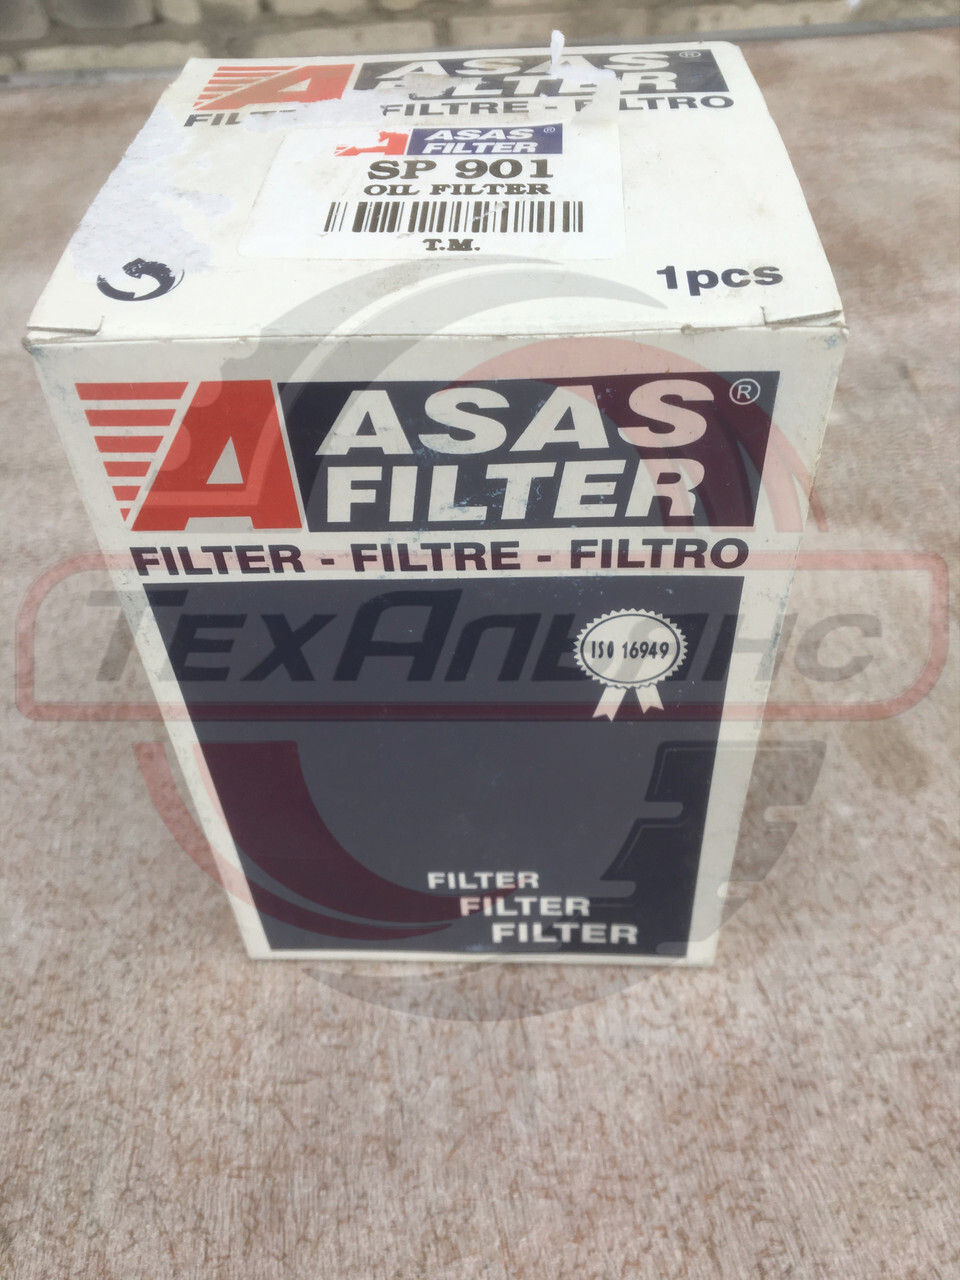 ASAS ®
FILTER
FILTRE - FILTRO
ASAS ®
FILTER
SP 901
OIL FILTER
T.M.
1pcs
A ASAS ®
FILTER
FILTER - FILTRE - FILTRO
ТехАльянс
ISO 16949
FILTER
FILTER
FILTER